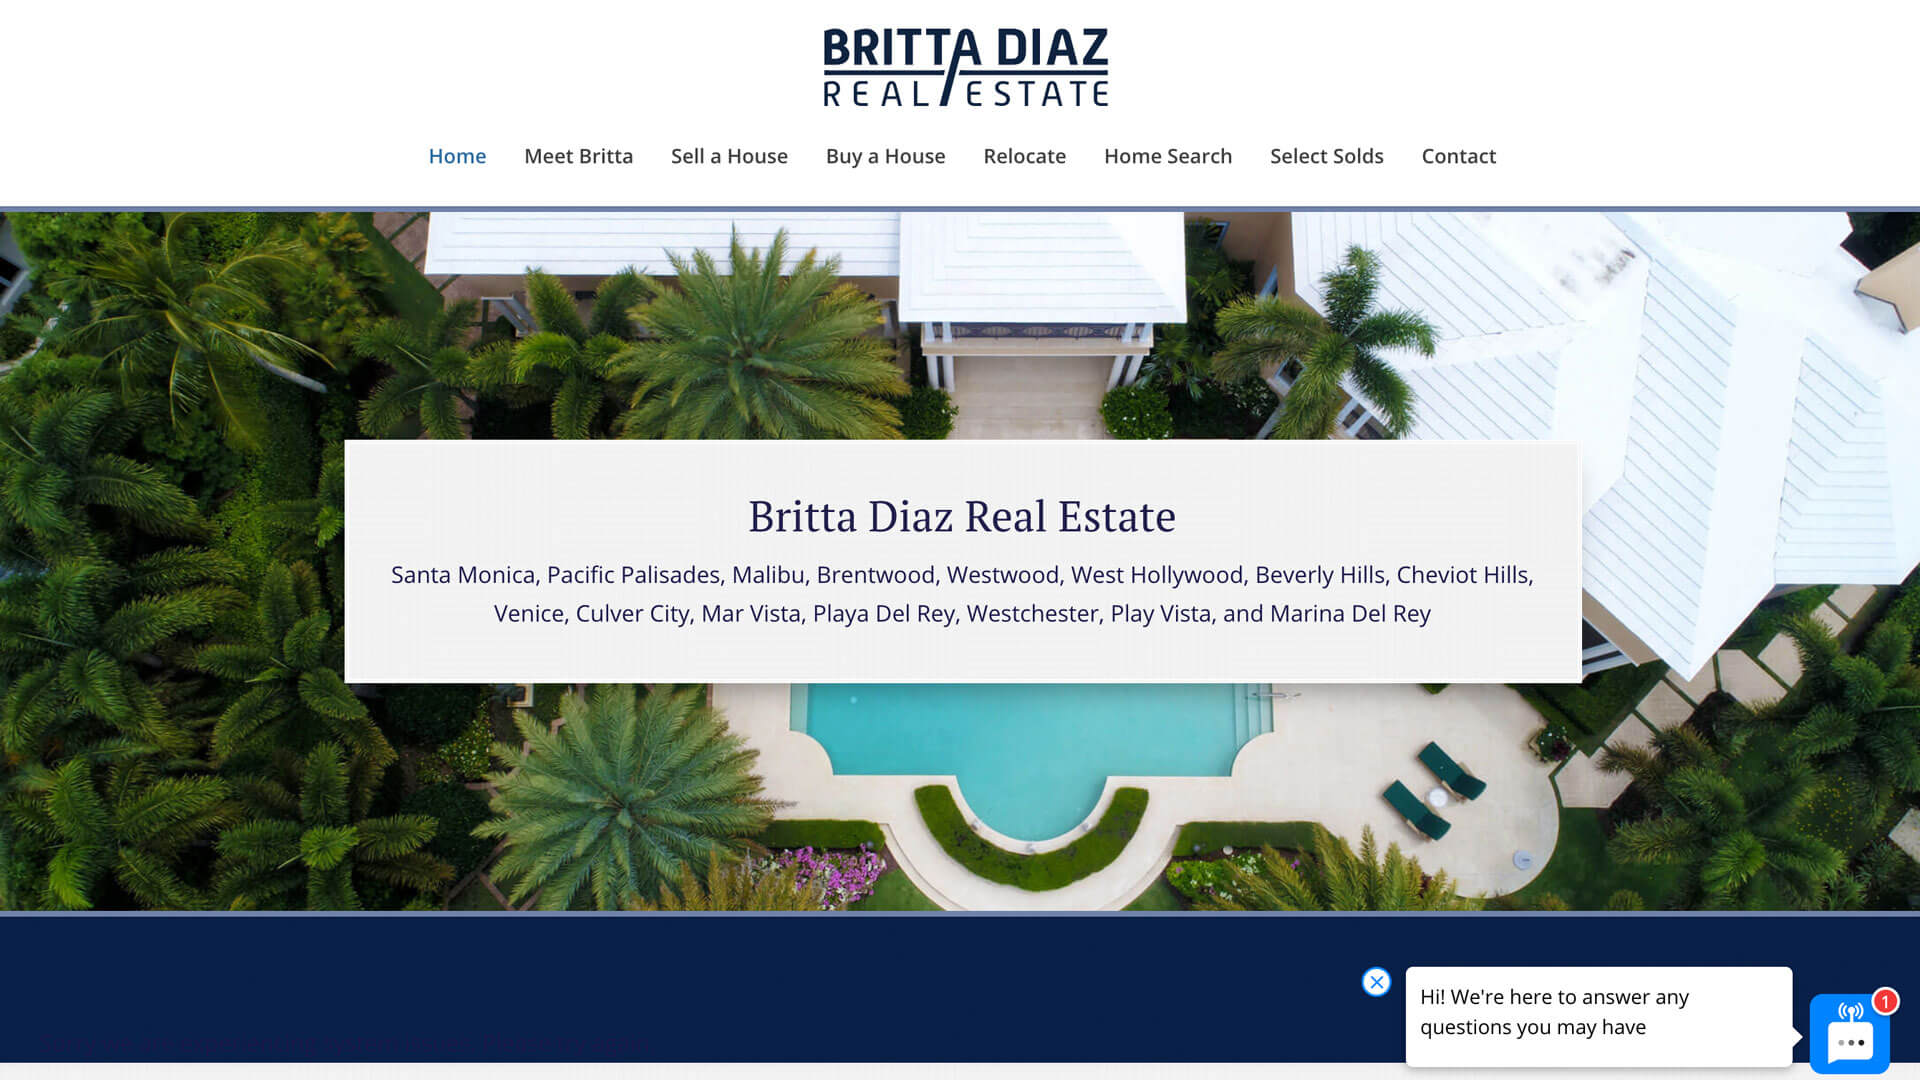 BRITTA DIAZ
REAL ESTATE
Home Meet Britta Sell a House Buy a House Relocate Home Search Select Solds Contact
Britta Diaz Real Estate
Santa Monica, Pacific Palisades, Malibu, Brentwood, Westwood, West Hollywood, Beverly Hills, Cheviot Hills,
Venice, Culver City, Mar Vista, Playa Del Rey, Westchester, Play Vista, and Marina Del Rey
Hi! We're here to answer any
questions you may have
1